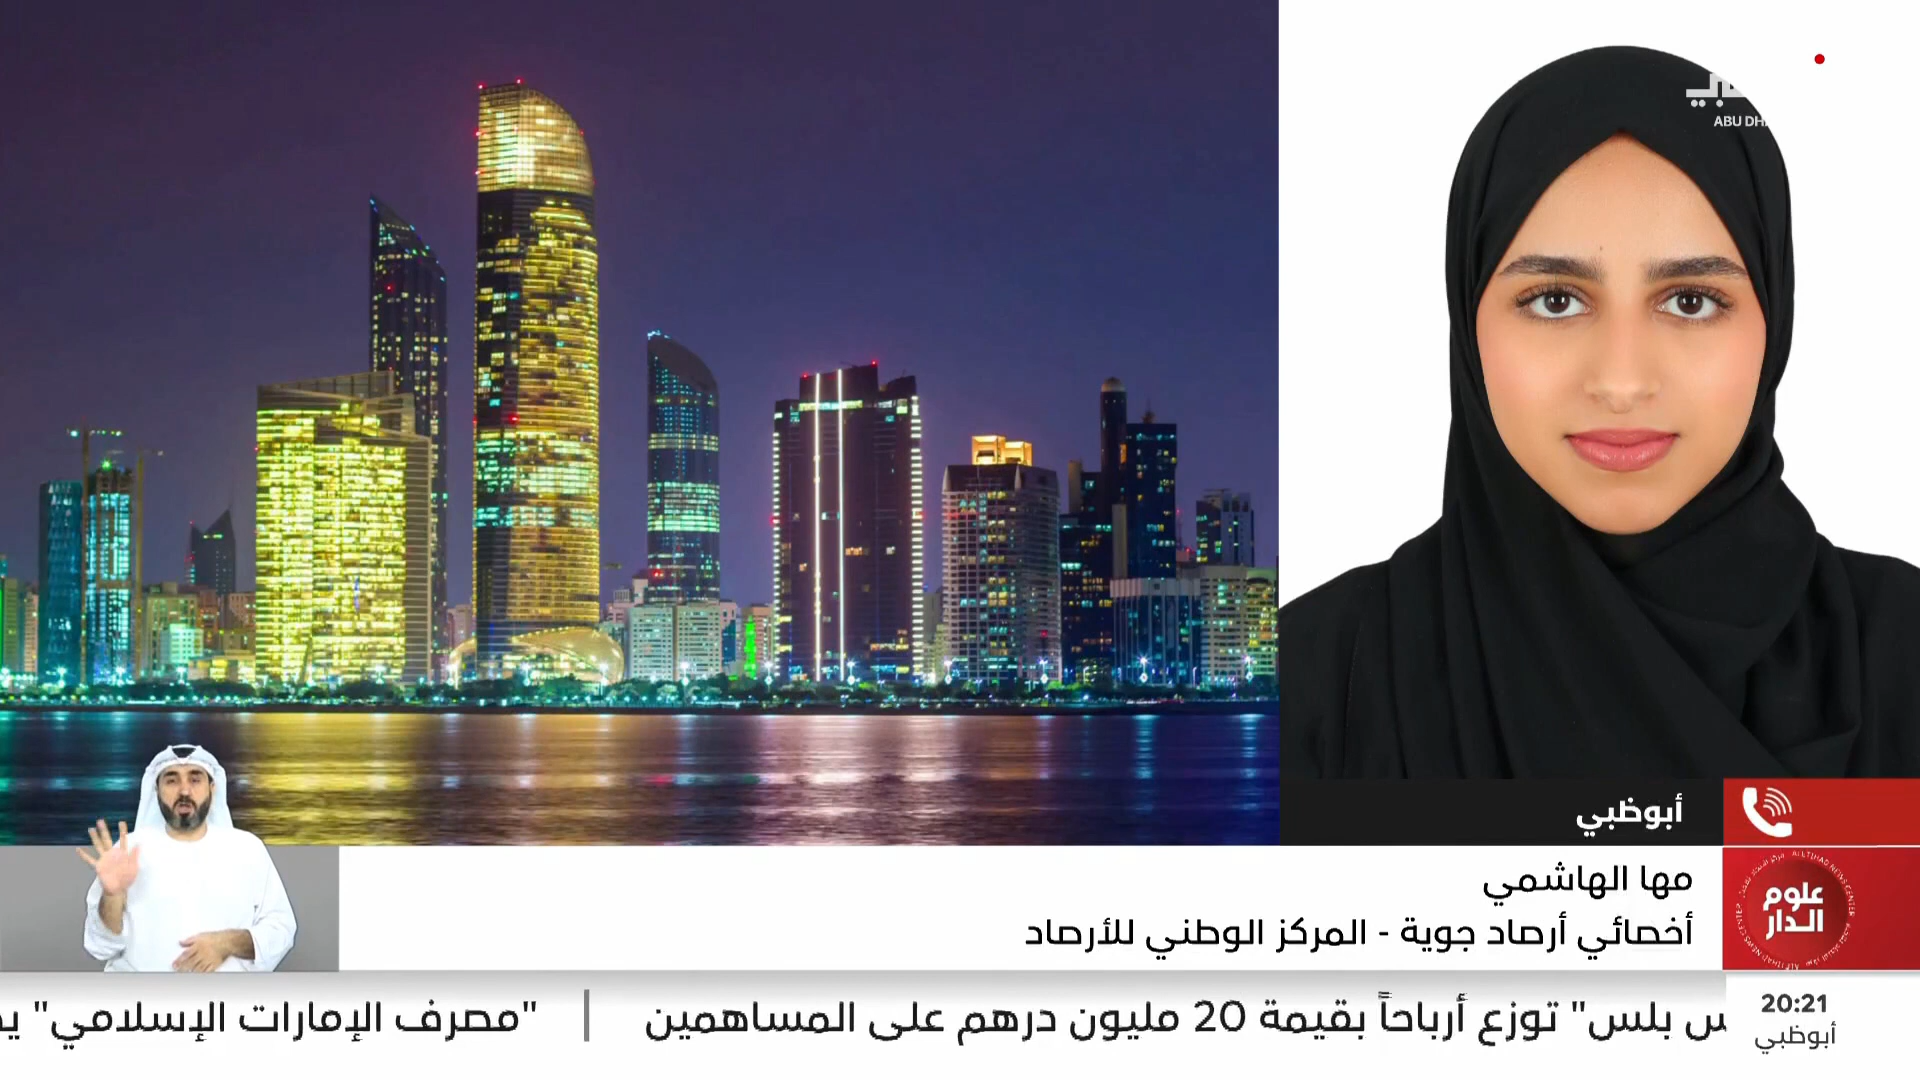 ABU DH
أبوظبي
مها الهاشمي
أخصائي أرصاد جوية - المركز الوطني للأرصاد
علوم
الدار
س بلس" توزع أرباحاً بقيمة 20 مليون درهم على المساهمين | "مصرف الإمارات الإسلامي"
20:21
أبوظبي